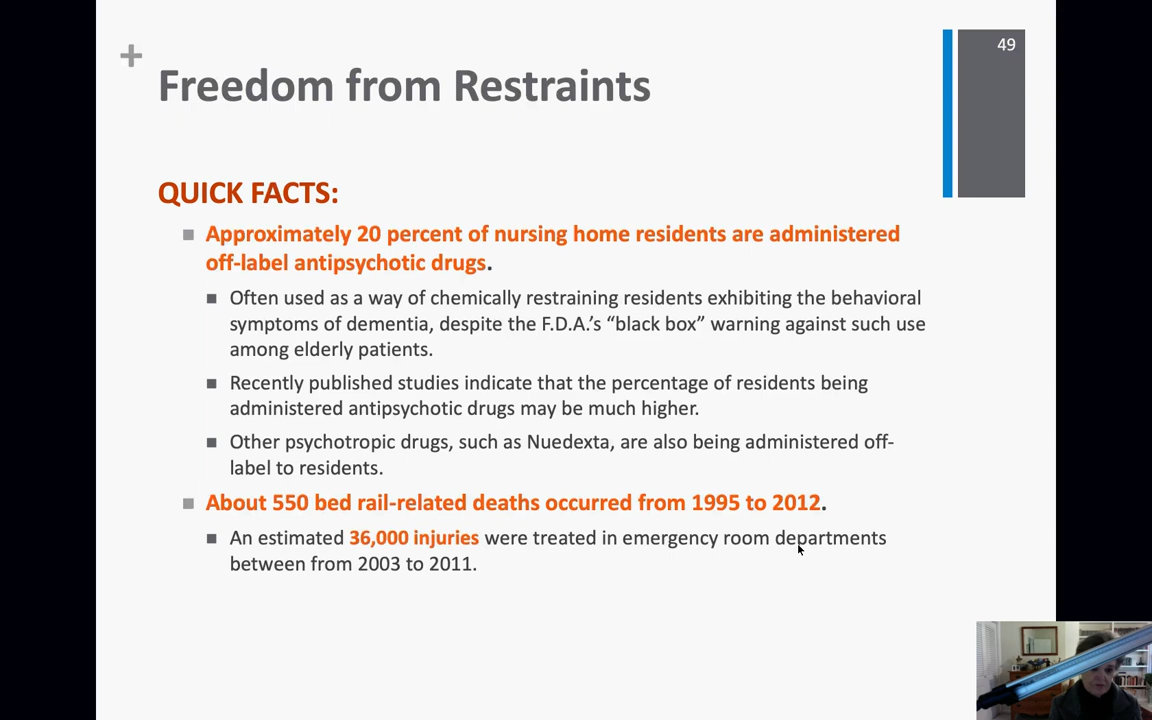 49
+
Freedom from Restraints
QUICK FACTS:
Approximately 20 percent of nursing home residents are administered
off-label antipsychotic drugs.
Often used as a way of chemically restraining residents exhibiting the behavioral
symptoms of dementia, despite the F.D.A.’s “black box” warning against such use
among elderly patients.
Recently published studies indicate that the percentage of residents being
administered antipsychotic drugs may be much higher.
Other psychotropic drugs, such as Nuedexta, are also being administered off-
label to residents.
About 550 bed rail-related deaths occurred from 1995 to 2012.
An estimated 36,000 injuries were treated in emergency room departments
between from 2003 to 2011.